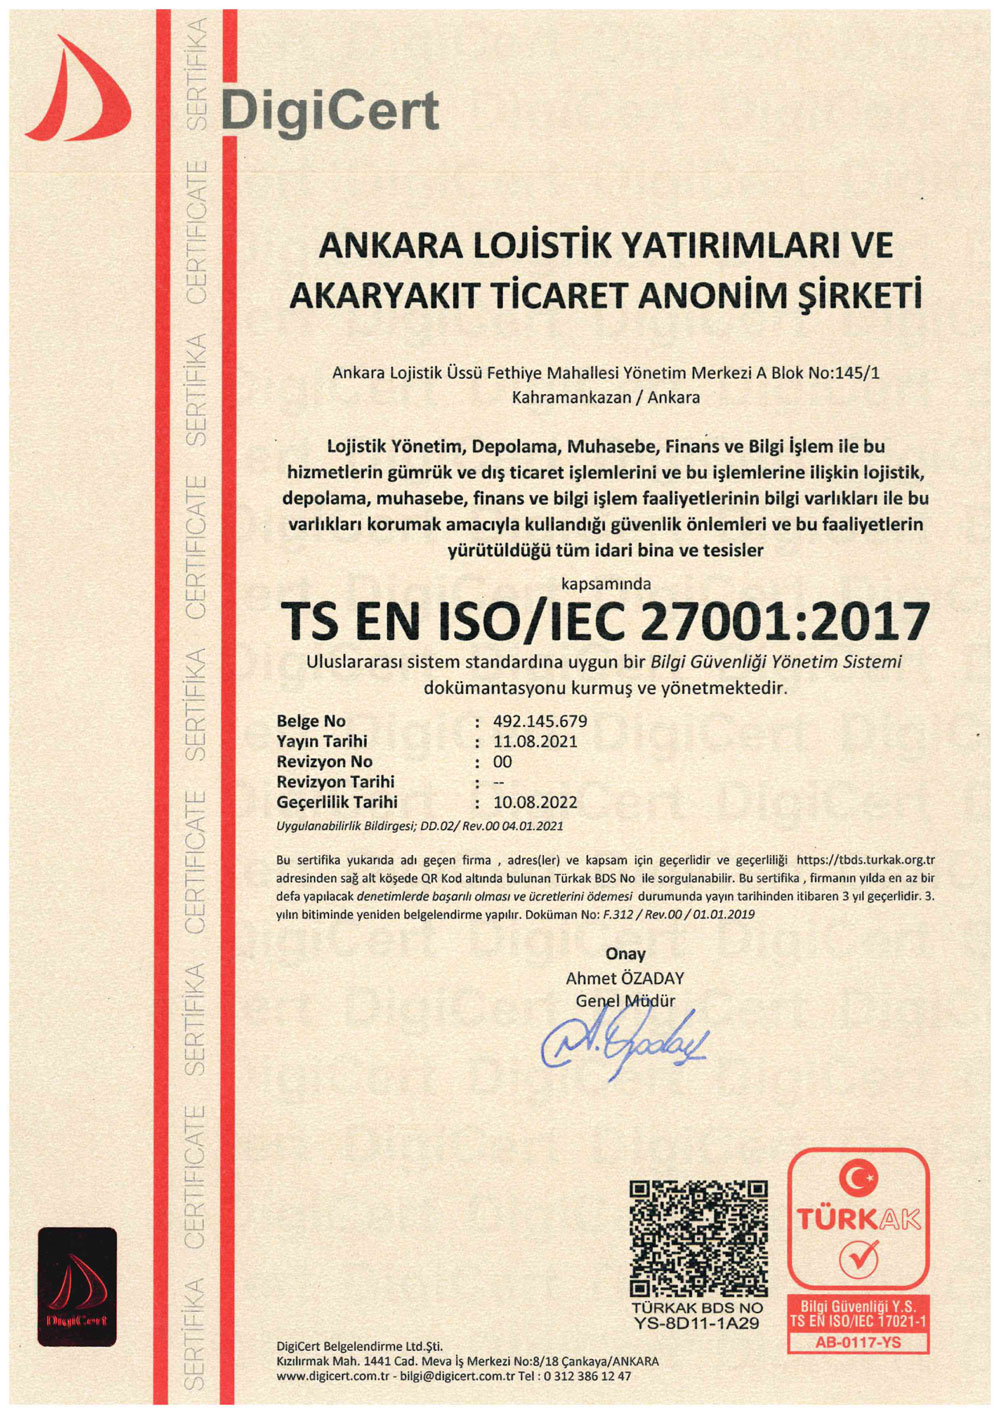 DigiCert
SERTİFİKA CERTIFICATE SERTİFİKA CERTIFICATE SERTİFİKA CERTIFICATE SERTİFİKA CERTIFICATE SERTİFİKA
ANKARA LOJİSTİK YATIRIMLARI VE
AKARYAKIT TİCARET ANONİM ŞİRKETİ
Ankara Lojistik Üssü Fethiye Mahallesi Yönetim Merkezi A Blok No:145/1
Kahramankazan / Ankara
Lojistik Yönetim, Depolama, Muhasebe, Finans ve Bilgi İşlem ile bu
hizmetlerin gümrük ve dış ticaret işlemlerini ve bu işlemlerine ilişkin lojistik,
depolama, muhasebe, finans ve bilgi işlem faaliyetlerinin bilgi varlıkları ile bu
varlıkları korumak amacıyla kullandığı güvenlik önlemleri ve bu faaliyetlerin
yürütüldüğü tüm idari bina ve tesisler
kapsamında
TS EN ISO/IEC 27001:2017
Uluslararası sistem standardına uygun bir Bilgi Güvenliği Yönetim Sistemi
dokümantasyonu kurmuş ve yönetmektedir.
Belge No : 492.145.679
Yayın Tarihi : 11.08.2021
Revizyon No : 00
Revizyon Tarihi : --
Geçerlilik Tarihi : 10.08.2022
Uygulanabilirlik Bildirgesi; DD.02/ Rev.00 04.01.2021
Bu sertifika yukarıda adı geçen firma , adres(ler) ve kapsam için geçerlidir ve geçerliliği https://tbds.turkak.org.tr
adresinden sağ alt köşede QR Kod altında bulunan Türkak BDS No ile sorgulanabilir. Bu sertifika , firmanın yılda en az bir
defa yapılacak denetimlerde başarılı olması ve ücretlerini ödemesi durumunda yayın tarihinden itibaren 3 yıl geçerlidir. 3.
yılın bitiminde yeniden belgelendirme yapılır. Doküman No: F.312 / Rev.00 / 01.01.2019
Onay
Ahmet ÖZADAY
Genel Müdür
A. Özaday
TÜRKAK
TÜRKAK BDS NO
YS-8D11-1A29
Bilgi Güvenliği Y.S.
TS EN ISO/IEC 17021-1
AB-0117-YS
DigiCert
DigiCert Belgelendirme Ltd.Şti.
Kızılırmak Mah. 1441 Cad. Meva İş Merkezi No:8/18 Çankaya/ANKARA
www.digicert.com.tr - bilgi@digicert.com.tr Tel : 0 312 386 12 47